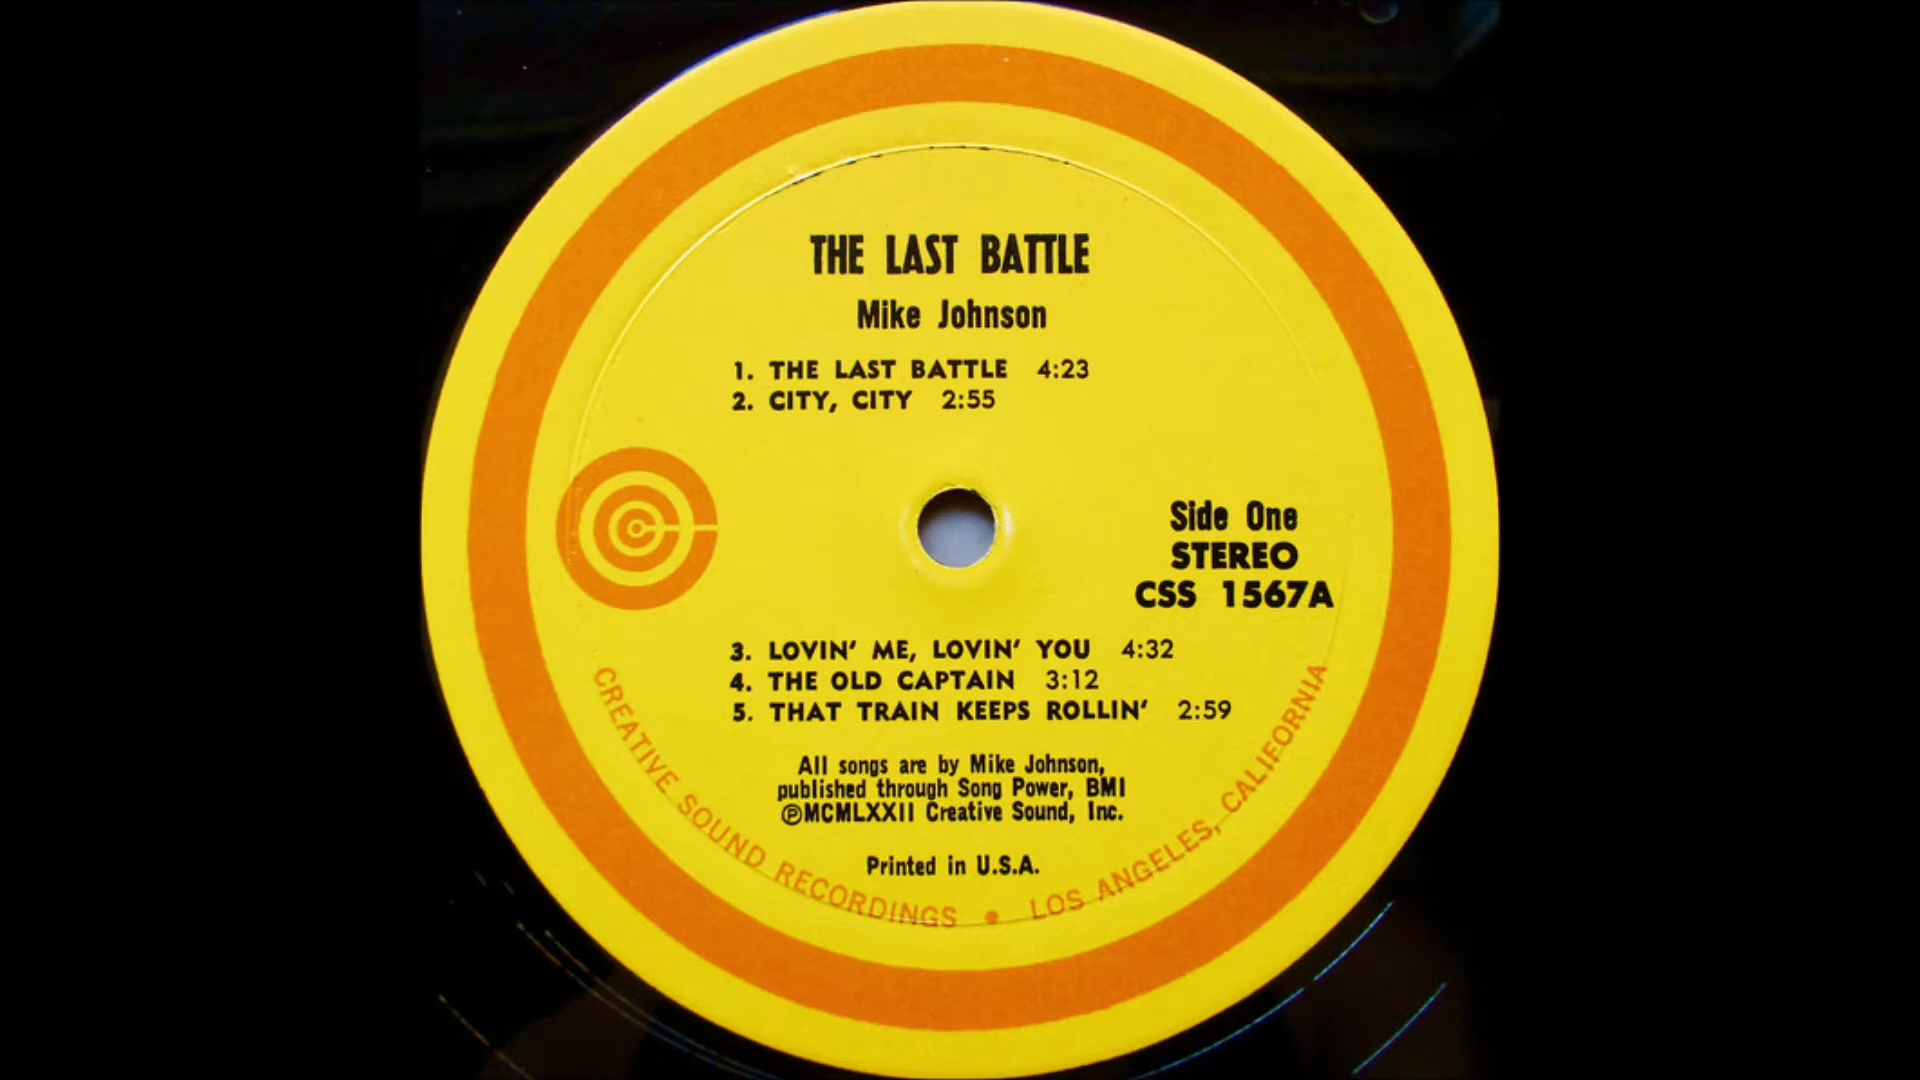 THE LAST BATTLE
Mike Johnson
1. THE LAST BATTLE 4:23
2. CITY, CITY 2:55
Side One
STEREO
CSS 1567A
3. LOVIN' ME, LOVIN' YOU 4:32
4. THE OLD CAPTAIN 3:12
5. THAT TRAIN KEEPS ROLLIN' 2:59
All songs are by Mike Johnson,
published through Song Power, BMI
ⓅMCMLXXII Creative Sound, Inc.
Printed in U.S.A.
CREATIVE SOUND RECORDINGS • LOS ANGELES, CALIFORNIA